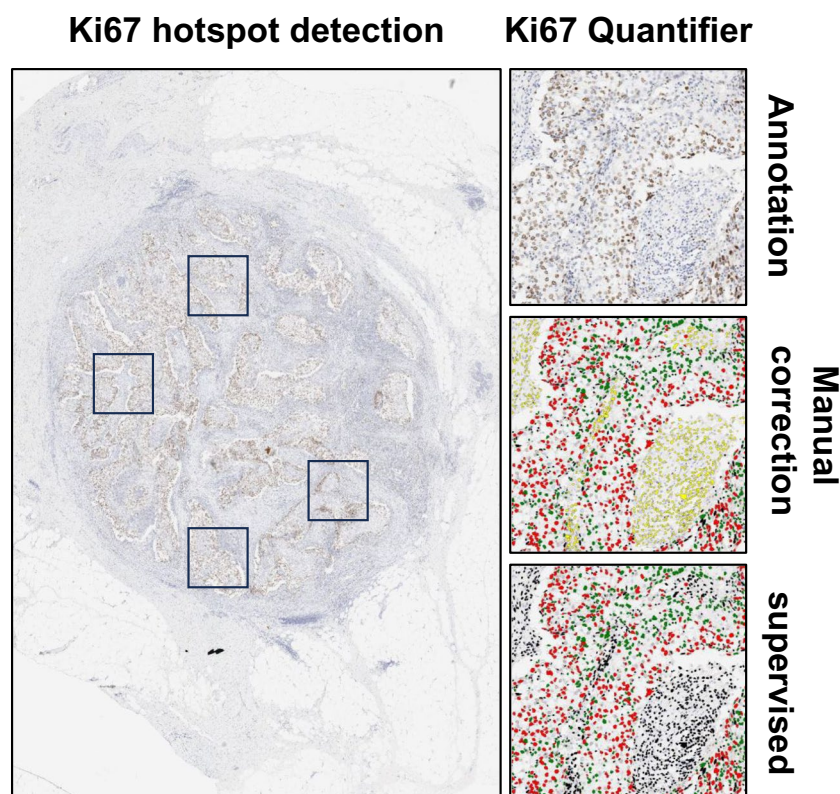 Ki67 hotspot detection
Ki67 Quantifier
Annotation
Manual
correction
supervised